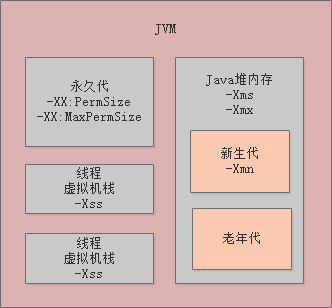 JVM
永久代
-XX:PermSize
-XX:MaxPermSize
线程
虚拟机栈
-Xss
线程
虚拟机栈
-Xss
Java堆内存
-Xms
-Xmx
新生代
-Xmn
老年代